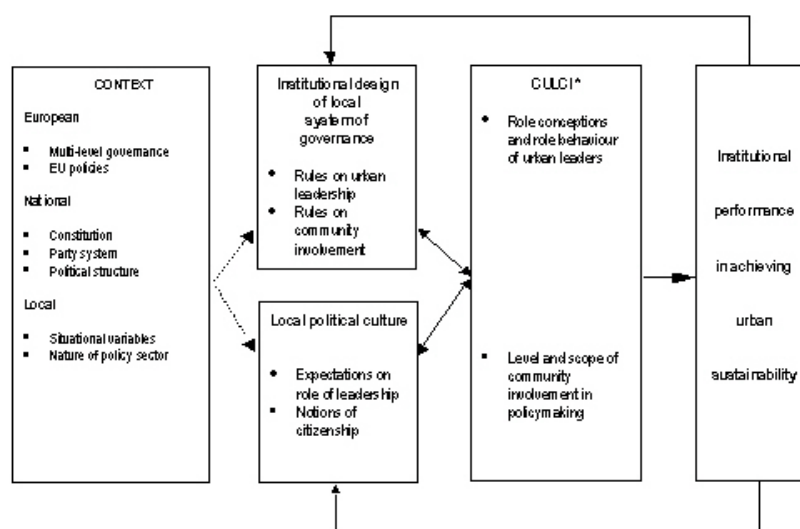 CONTEXT
European
Multi-level governance
EU policies
National
Constitution
Party system
Political structure
Local
Situational variables
Nature of policy sector
Institutional design
of local
system of
governance
Rules on urban
leadership
Rules on
community
involvement
Local political culture
Expectations on
role of leadership
Notions of
citizenship
CULCI*
Role conceptions
and role behaviour
of urban leaders
Level and scope of
community
involvement in
policymaking
Institutional
performance
in achieving
urban
sustainability